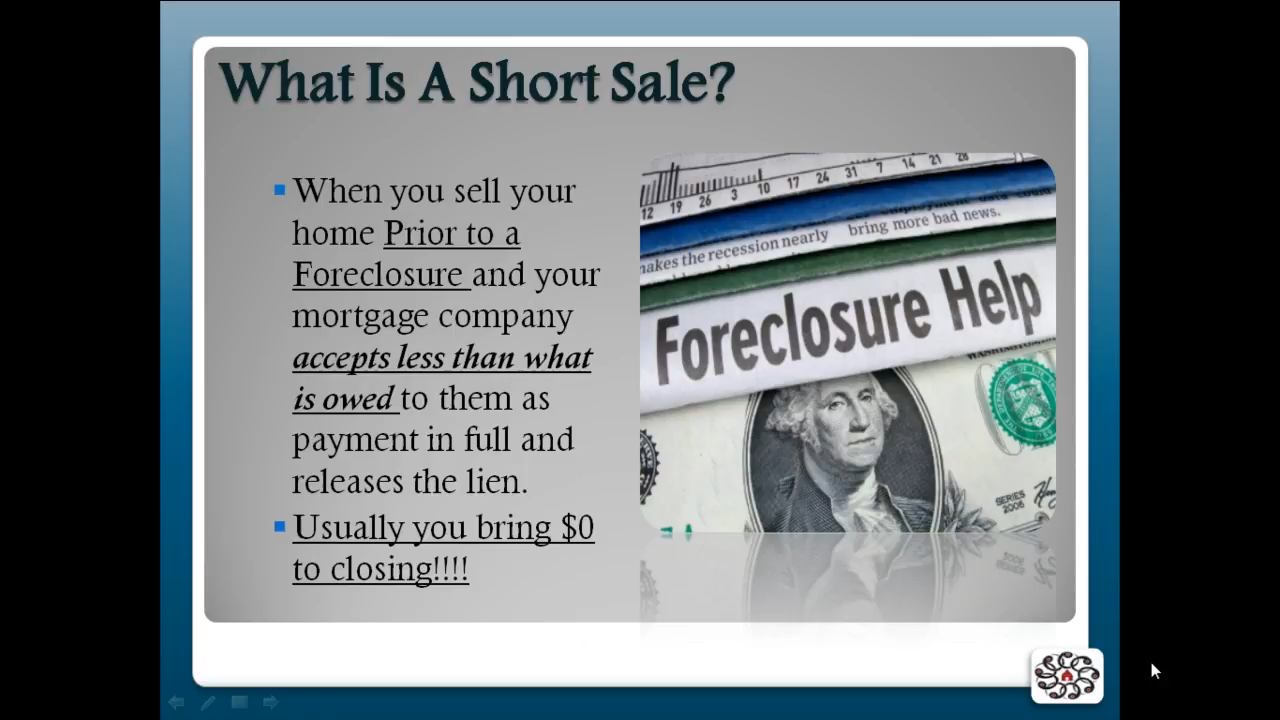 What Is A Short Sale?
When you sell your
home Prior to a
Foreclosure and your
mortgage company
accepts less than what
is owed to them as
payment in full and
releases the lien.
Usually you bring $0
to closing!!!!
12 19 26 3 10 17 24 31 7 14 21 28
bring more bad news.
makes the recession nearly
Foreclosure Help
WASHINGTON
SERIES
2006